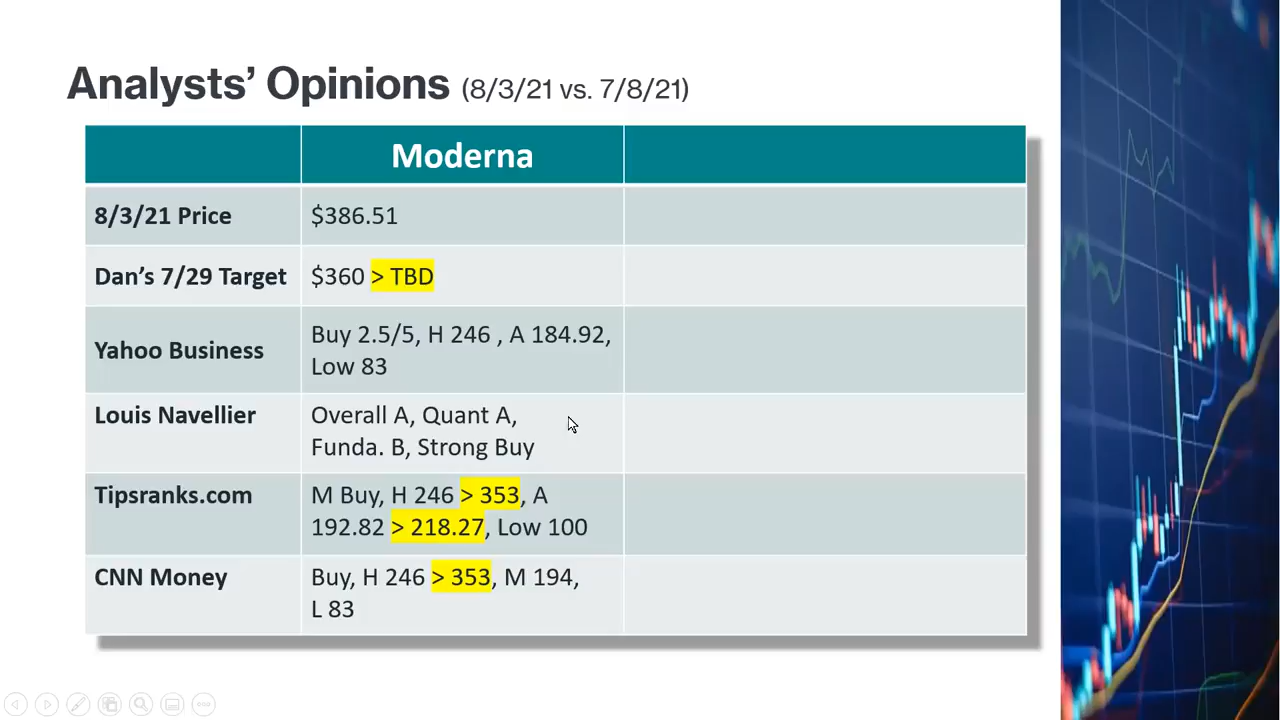 Analysts’ Opinions (8/3/21 vs. 7/8/21)
Moderna
8/3/21 Price
$386.51
Dan’s 7/29 Target
$360 > TBD
Yahoo Business
Buy 2.5/5, H 246 , A 184.92,
Low 83
Louis Navellier
Overall A, Quant A,
Funda. B, Strong Buy
Tipsranks.com
M Buy, H 246 > 353, A
192.82 > 218.27, Low 100
CNN Money
Buy, H 246 > 353, M 194,
L 83